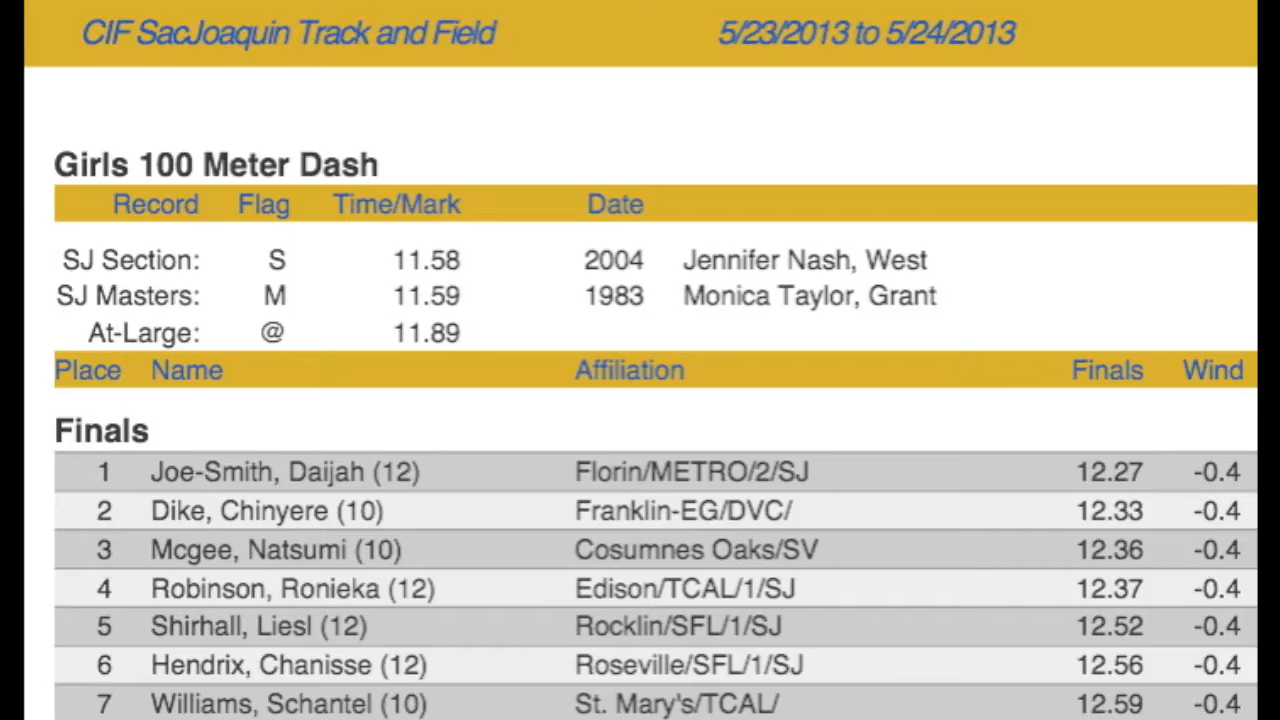 CIF SacJoaquin Track and Field 5/23/2013 to 5/24/2013
Girls 100 Meter Dash
Record Flag Time/Mark Date
SJ Section: S 11.58 2004 Jennifer Nash, West
SJ Masters: M 11.59 1983 Monica Taylor, Grant
At-Large: @ 11.89
Place Name Affiliation Finals Wind
Finals
1 Joe-Smith, Daijah (12) Florin/METRO/2/SJ 12.27 -0.4
2 Dike, Chinyere (10) Franklin-EG/DVC/ 12.33 -0.4
3 Mcgee, Natsumi (10) Cosumnes Oaks/SV 12.36 -0.4
4 Robinson, Ronieka (12) Edison/TCAL/1/SJ 12.37 -0.4
5 Shirhall, Liesl (12) Rocklin/SFL/1/SJ 12.52 -0.4
6 Hendrix, Chanisse (12) Roseville/SFL/1/SJ 12.56 -0.4
7 Williams, Schantel (10) St. Mary's/TCAL/ 12.59 -0.4